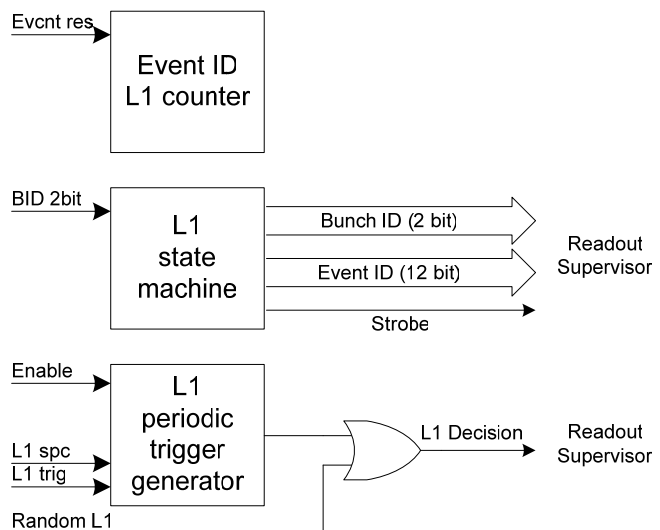 Evcnt res
Event ID
L1 counter
BID 2bit
L1
state
machine
Bunch ID (2 bit)
Event ID (12 bit)
Strobe
Readout
Supervisor
Enable
L1 spc
L1 trig
L1
periodic
trigger
generator
L1 Decision
Readout
Supervisor
Random L1